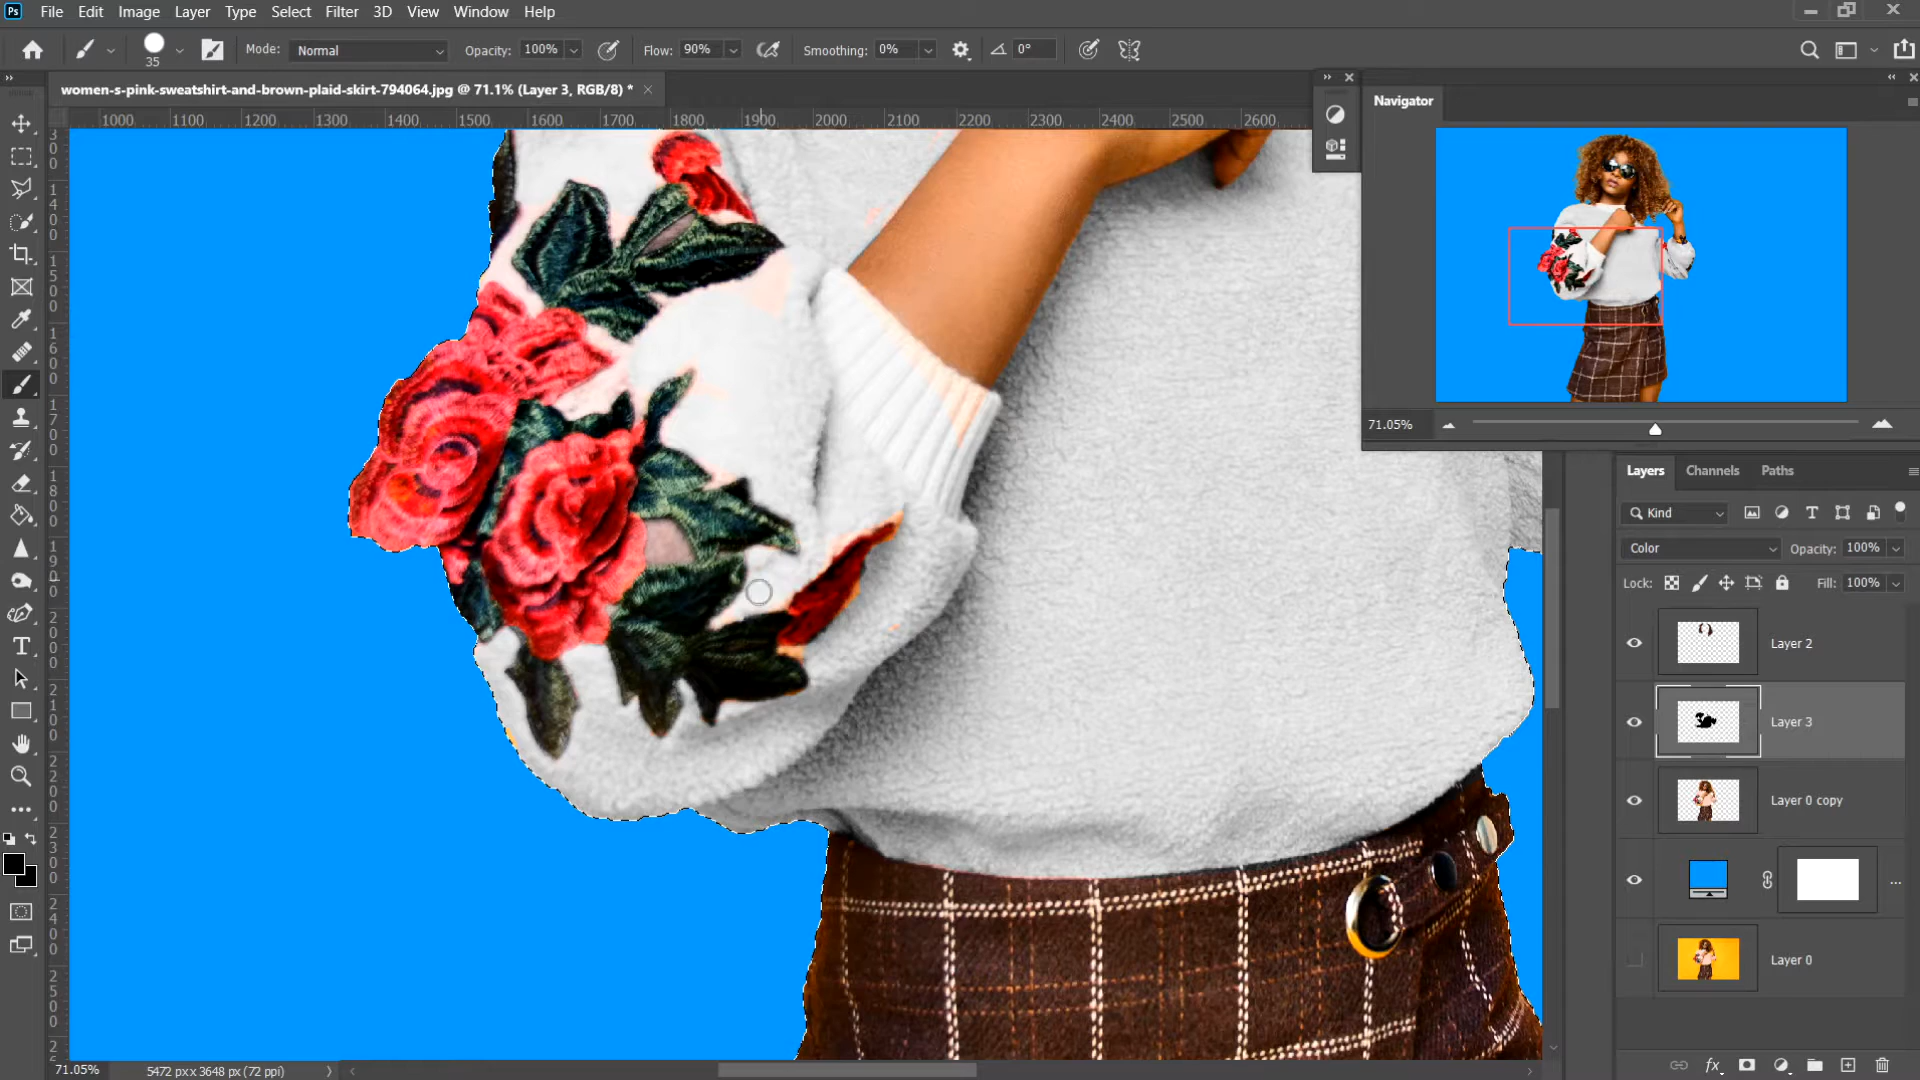 Ps File Edit Image Layer Type Select Filter 3D View Window Help
35 Mode: Normal Opacity: 100% Flow: 90% Smoothing: 0% 0°
women-s-pink-sweatshirt-and-brown-plaid-skirt-794064.jpg @ 71.1% (Layer 3, RGB/8) *
1000 1100 1200 1300 1400 1500 1600 1700 1800 1900 2000 2100 2200 2300 2400 2500 2600
Navigator
71.05%
Layers Channels Paths
Kind
Color Opacity: 100%
Lock: Fill: 100%
Layer 2
Layer 3
Layer 0 copy
Layer 0
T
fx
71.05% 5472 px x 3648 px (72 ppi)